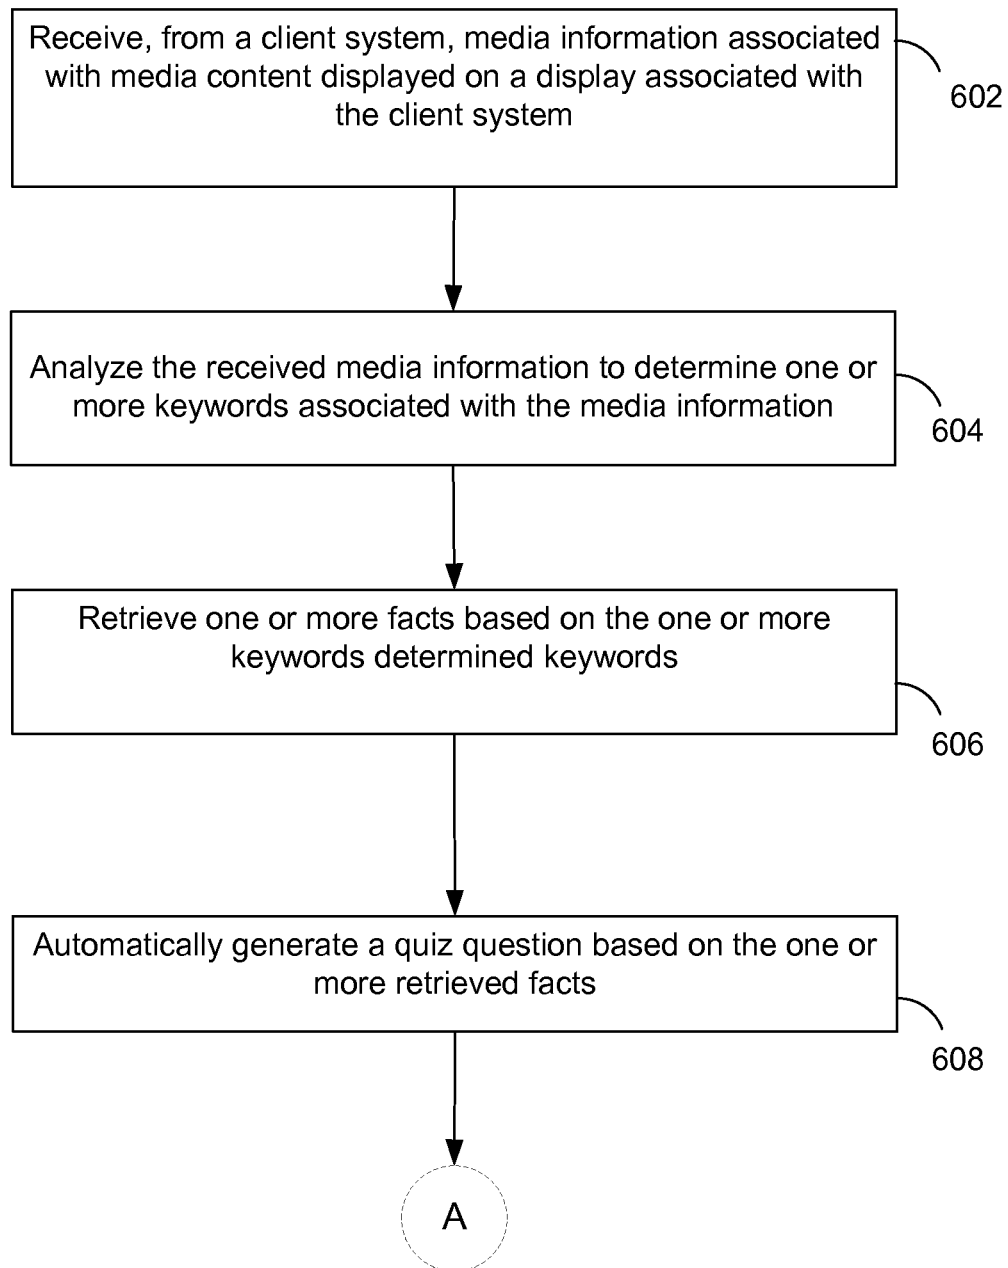 Receive, from a client system, media information associated
with media content displayed on a display associated with
the client system
602
Analyze the received media information to determine one or
more keywords associated with the media information
604
Retrieve one or more facts based on the one or more
keywords determined keywords
606
Automatically generate a quiz question based on the one or
more retrieved facts
608
A